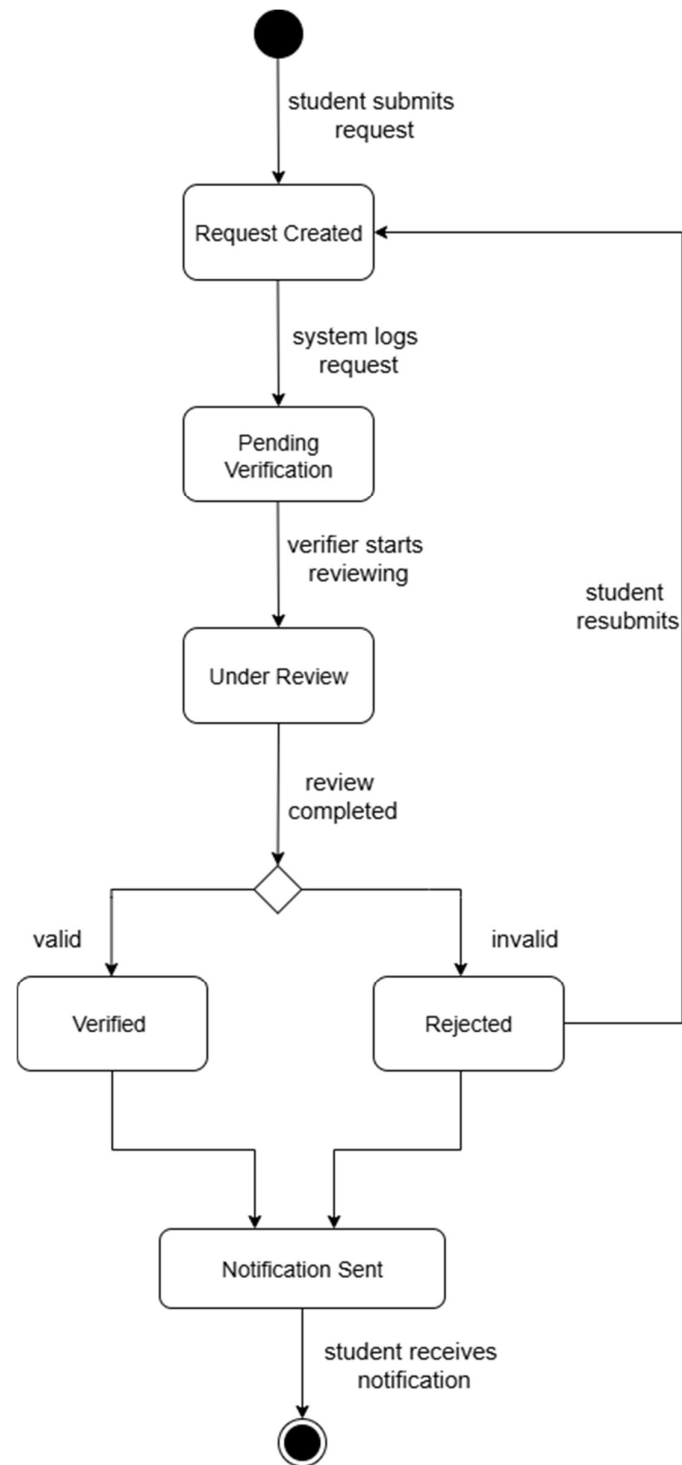 student submits
request
Request Created
system logs
request
Pending
Verification
verifier starts
reviewing
student
resubmits
Under Review
review
completed
valid
invalid
Verified
Rejected
Notification Sent
student receives
notification